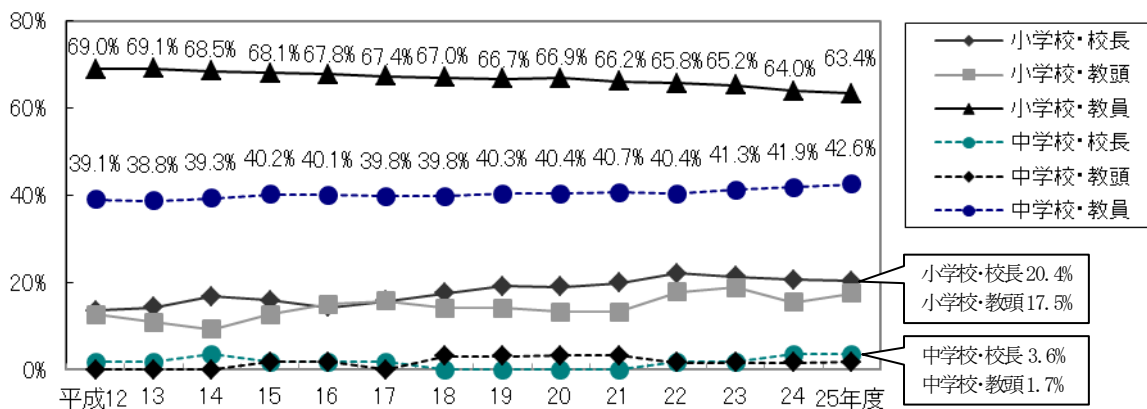 80%
60%
40%
20%
0%
69.0% 69.1% 68.5% 68.1% 67.8% 67.4% 67.0% 66.7% 66.9% 66.2% 65.8% 65.2% 64.0% 63.4%
39.1% 38.8% 39.3% 40.2% 40.1% 39.8% 39.8% 40.3% 40.4% 40.7% 40.4% 41.3% 41.9% 42.6%
平成12 13 14 15 16 17 18 19 20 21 22 23 24 25年度
小学校・校長
小学校・教頭
小学校・教員
中学校・校長
中学校・教頭
中学校・教員
小学校・校長20.4%
小学校・教頭17.5%
中学校・校長 3.6%
中学校・教頭1.7%